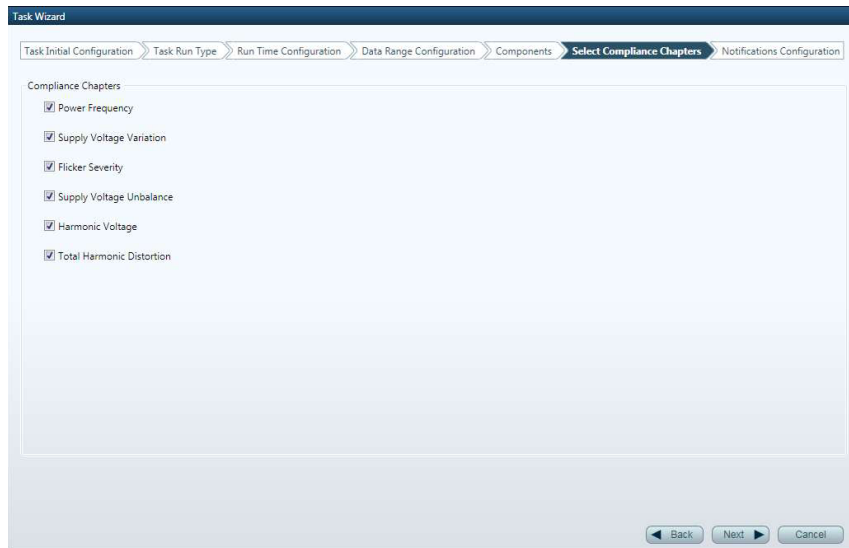 Task Wizard
Task Initial Configuration Task Run Type Run Time Configuration Data Range Configuration Components Select Compliance Chapters Notifications Configuration
Compliance Chapters
Power Frequency
Supply Voltage Variation
Flicker Severity
Supply Voltage Unbalance
Harmonic Voltage
Total Harmonic Distortion
Back Next Cancel